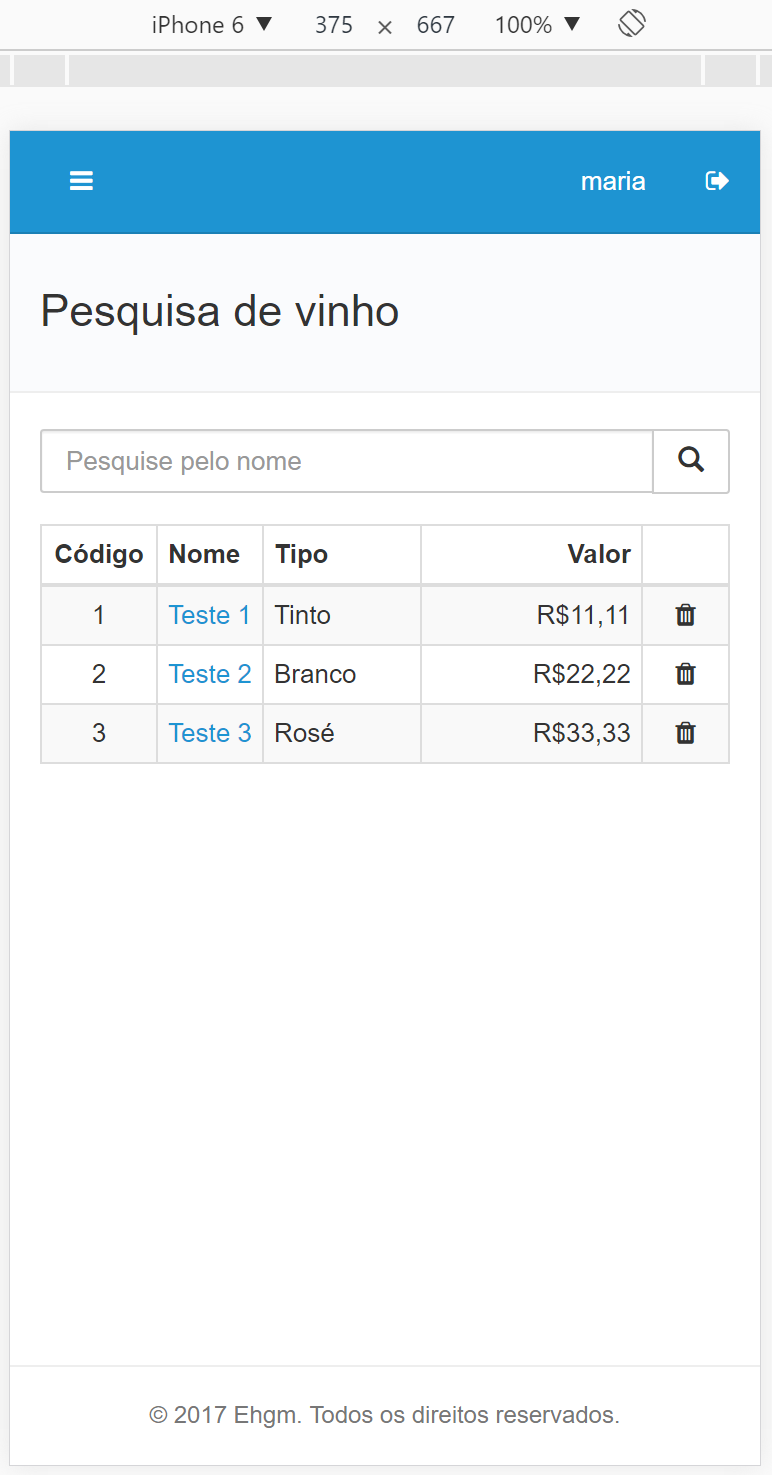 iPhone 6 ▼ 375 × 667 100% ▼
maria
Pesquisa de vinho
Pesquise pelo nome
Código Nome Tipo Valor
1 Teste 1 Tinto R$11,11
2 Teste 2 Branco R$22,22
3 Teste 3 Rosé R$33,33
© 2017 Ehgm. Todos os direitos reservados.